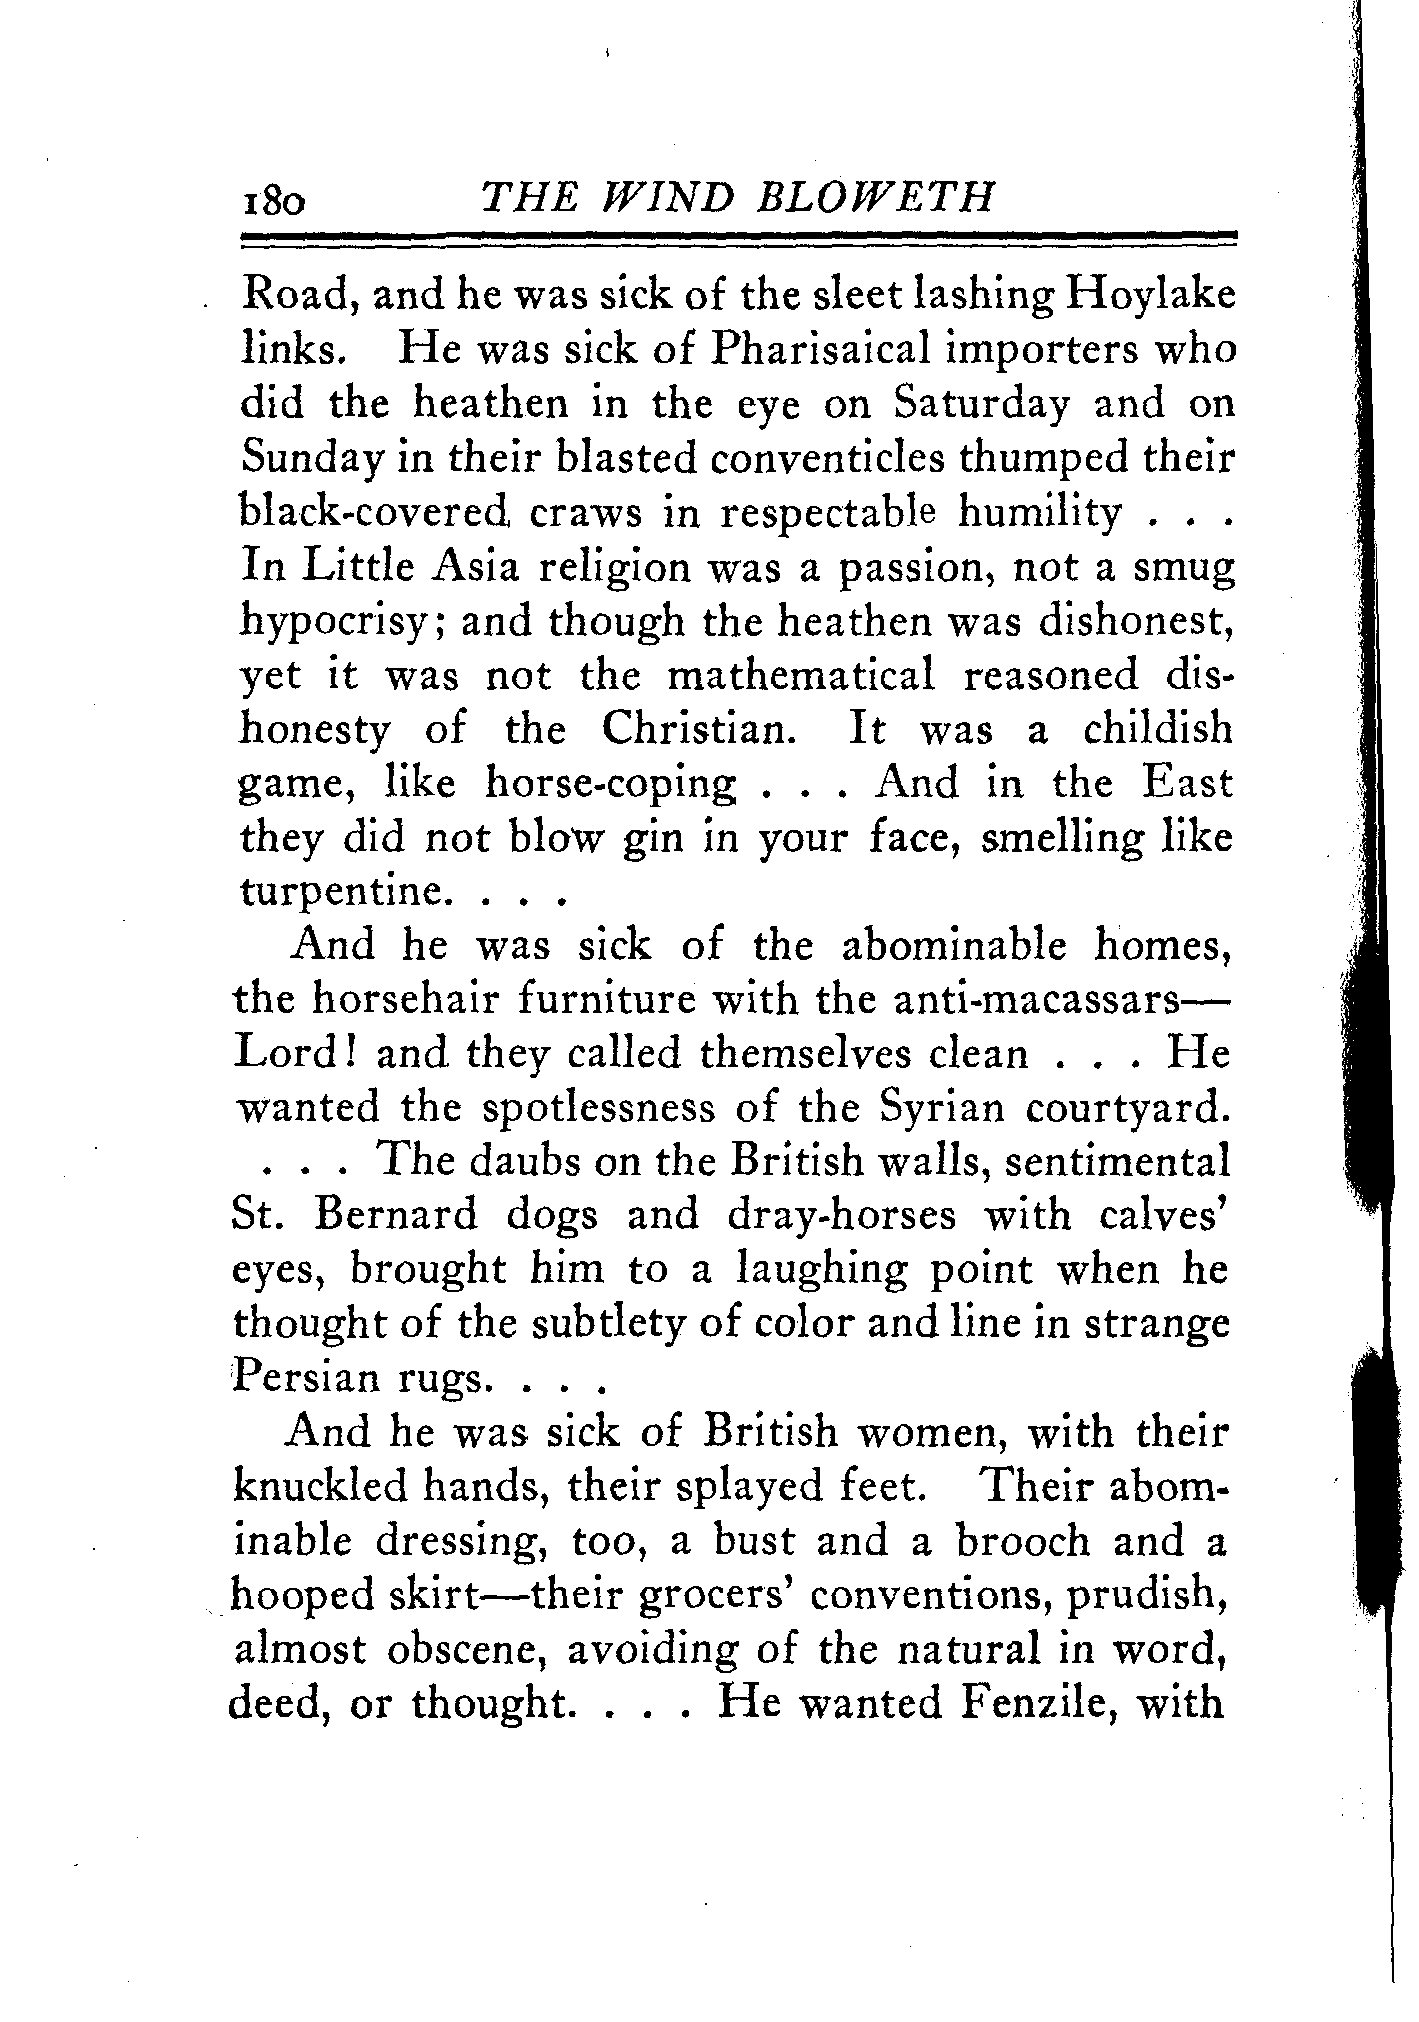 180 THE WIND BLOWETH
Road, and he was sick of the sleet lashing Hoylake
links. He was sick of Pharisaical importers who
did the heathen in the eye on Saturday and on
Sunday in their blasted conventicles thumped their
black-covered craws in respectable humility . . .
In Little Asia religion was a passion, not a smug
hypocrisy; and though the heathen was dishonest,
yet it was not the mathematical reasoned dis-
honesty of the Christian. It was a childish
game, like horse-coping . . . And in the East
they did not blow gin in your face, smelling like
turpentine. . . .
And he was sick of the abominable homes,
the horsehair furniture with the anti-macassars—
Lord! and they called themselves clean . . . He
wanted the spotlessness of the Syrian courtyard.
. . . The daubs on the British walls, sentimental
St. Bernard dogs and dray-horses with calves'
eyes, brought him to a laughing point when he
thought of the subtlety of color and line in strange
Persian rugs. . . .
And he was sick of British women, with their
knuckled hands, their splayed feet. Their abom-
inable dressing, too, a bust and a brooch and a
hooped skirt—their grocers' conventions, prudish,
almost obscene, avoiding of the natural in word,
deed, or thought. . . . He wanted Fenzile, with